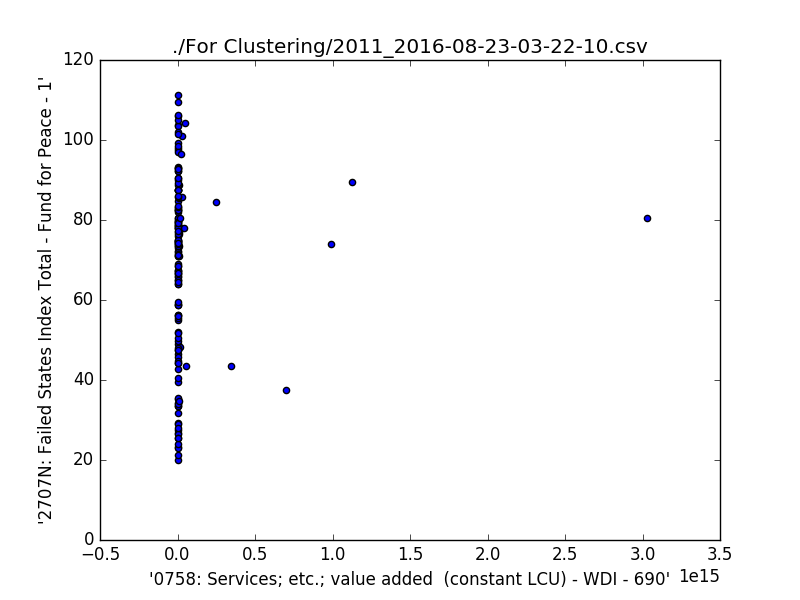 ./For Clustering/2011_2016-08-23-03-22-10.csv
'2707N: Failed States Index Total - Fund for Peace - 1'
120
100
80
60
40
20
0
−0.5 0.0 0.5 1.0 1.5 2.0 2.5 3.0 3.5
1e15
'0758: Services; etc.; value added  (constant LCU) - WDI - 690'